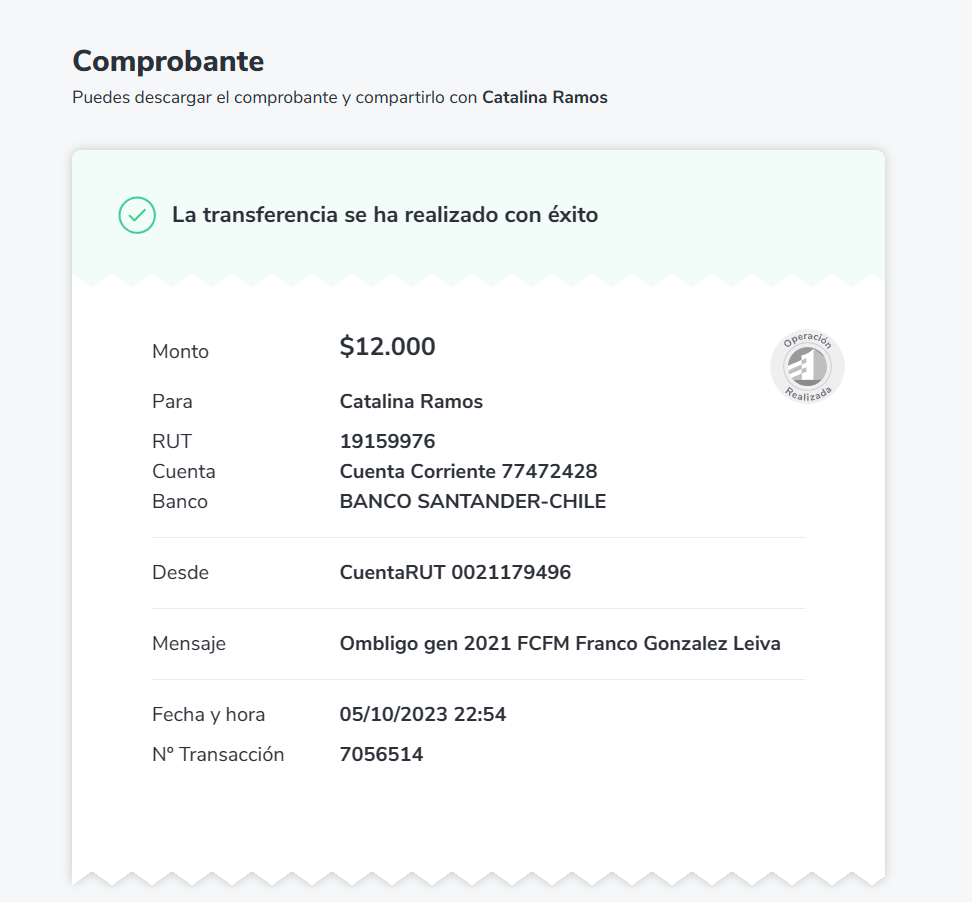 Comprobante
Puedes descargar el comprobante y compartirlo con Catalina Ramos
La transferencia se ha realizado con éxito
Monto $12.000
Operación
Realizada
Para Catalina Ramos
RUT 19159976
Cuenta Cuenta Corriente 77472428
Banco BANCO SANTANDER-CHILE
Desde CuentaRUT 0021179496
Mensaje Ombligo gen 2021 FCFM Franco Gonzalez Leiva
Fecha y hora 05/10/2023 22:54
Nº Transacción 7056514